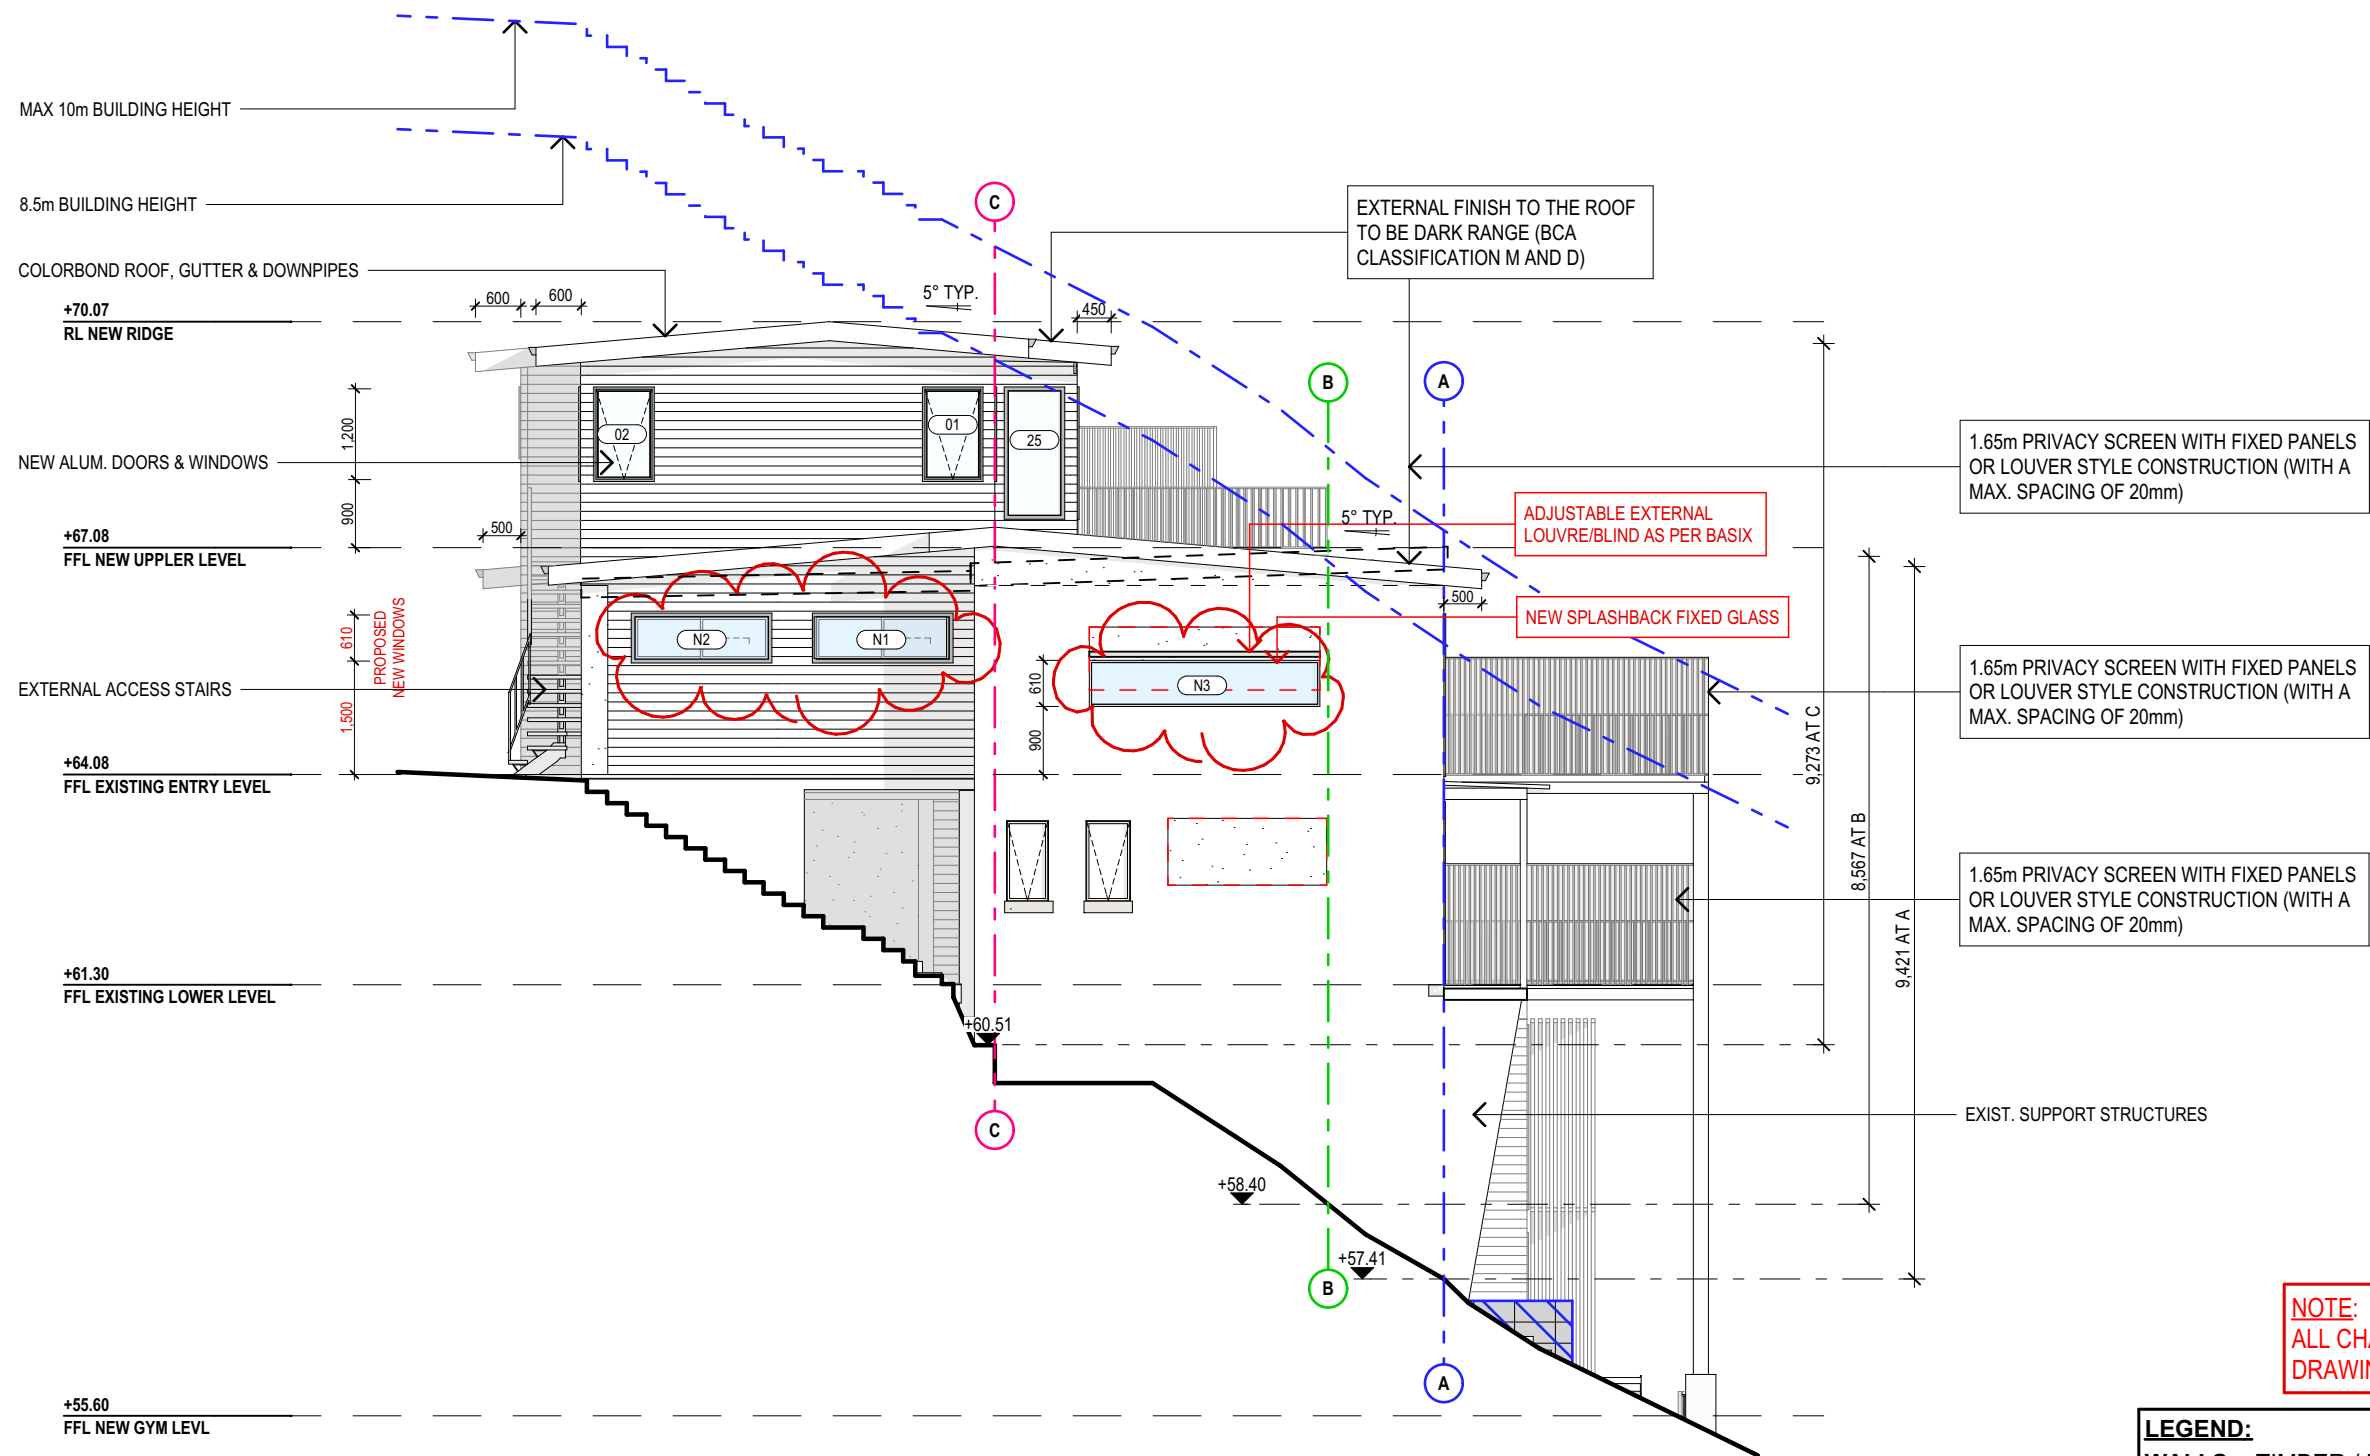 MAX 10m BUILDING HEIGHT
8.5m BUILDING HEIGHT
COLORBOND ROOF, GUTTER & DOWNPIPES
+70.07
RL NEW RIDGE
NEW ALUM. DOORS & WINDOWS
+67.08
FFL NEW UPPLER LEVEL
EXTERNAL ACCESS STAIRS
+64.08
FFL EXISTING ENTRY LEVEL
+61.30
FFL EXISTING LOWER LEVEL
+55.60
FFL NEW GYM LEVL
600
600
1,200
900
500
610
1,500
PROPOSED
NEW WINDOWS
C
5° TYP.
450
02
01
25
N2
N1
B
A
EXTERNAL FINISH TO THE ROOF
TO BE DARK RANGE (BCA
CLASSIFICATION M AND D)
5° TYP.
ADJUSTABLE EXTERNAL
LOUVRE/BLIND AS PER BASIX
500
NEW SPLASHBACK FIXED GLASS
N3
610
900
+60.51
C
+58.40
+57.41
B
A
9,273 AT C
8,567 AT B
9,421 AT A
1.65m PRIVACY SCREEN WITH FIXED PANELS
OR LOUVER STYLE CONSTRUCTION (WITH A
MAX. SPACING OF 20mm)
1.65m PRIVACY SCREEN WITH FIXED PANELS
OR LOUVER STYLE CONSTRUCTION (WITH A
MAX. SPACING OF 20mm)
1.65m PRIVACY SCREEN WITH FIXED PANELS
OR LOUVER STYLE CONSTRUCTION (WITH A
MAX. SPACING OF 20mm)
EXIST. SUPPORT STRUCTURES
NOTE:
ALL
LEGEND: